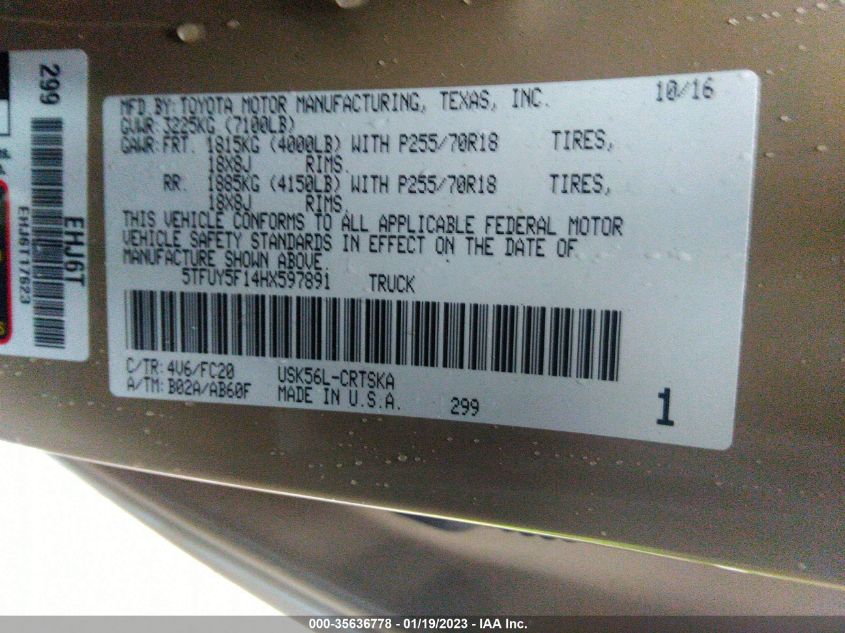 MFD BY: TOYOTA MOTOR MANUFACTURING, TEXAS, INC. 10/16
GVWR 3225KG (7100LB)
GAWR FRT. 1815KG (4000LB) WITH P255/70R18 TIRES,
18X8J RIMS.
RR. 1885KG (4150LB) WITH P255/70R18 TIRES,
18X8J RIMS.
THIS VEHICLE CONFORMS TO ALL APPLICABLE FEDERAL MOTOR
VEHICLE SAFETY STANDARDS IN EFFECT ON THE DATE OF
MANUFACTURE SHOWN ABOVE.
5TFUY5F14HX597891 TRUCK
C/TR: 4V6/FC20 USK56L-CRTSKA
A/TM: B02A/AB60F MADE IN U.S.A. 299 1
299
EHJ6T
EHJ6T17623
000-35636778 - 01/19/2023 - IAA Inc.